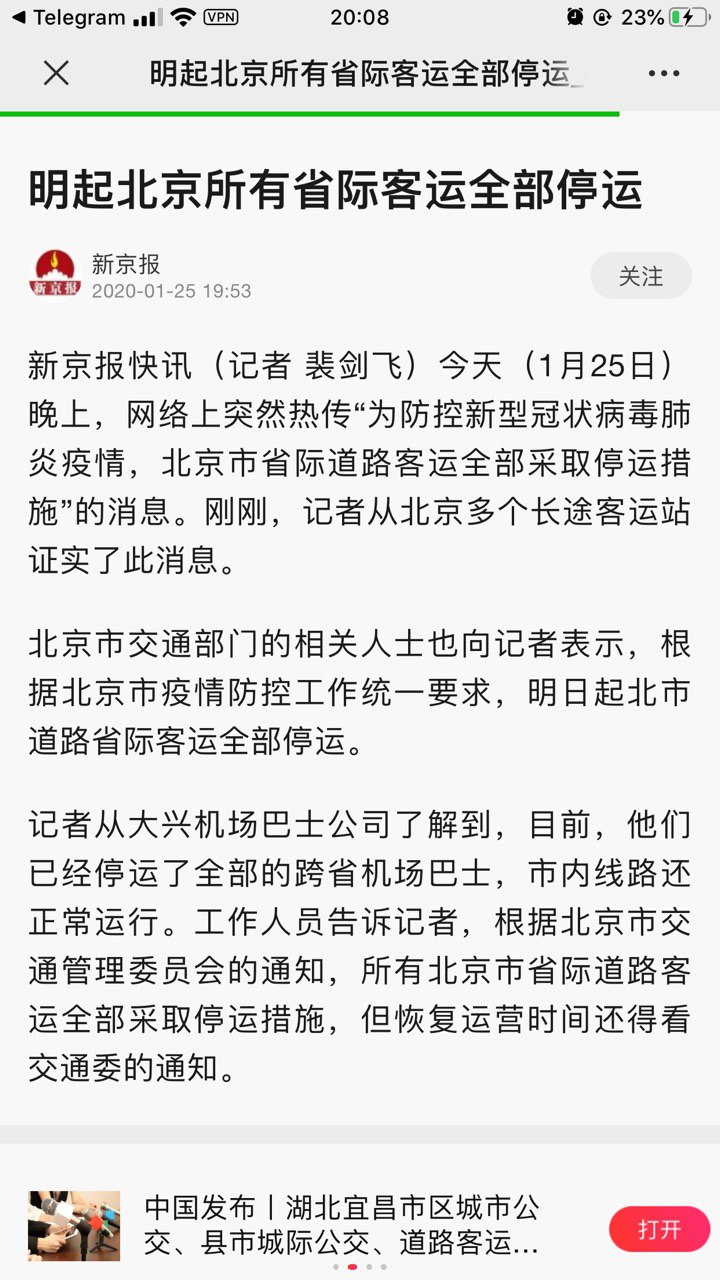 Telegram VPN 20:08 23%
明起北京所有省际客运全部停运_
明起北京所有省际客运全部停运
新京报
新京报
2020-01-25 19:53
关注
新京报快讯（记者 裴剑飞）今天（1月25日）
晚上，网络上突然热传“为防控新型冠状病毒肺
炎疫情，北京市省际道路客运全部采取停运措
施”的消息。刚刚，记者从北京多个长途客运站
证实了此消息。
北京市交通部门的相关人士也向记者表示，根
据北京市疫情防控工作统一要求，明日起北市
道路省际客运全部停运。
记者从大兴机场巴士公司了解到，目前，他们
已经停运了全部的跨省机场巴士，市内线路还
正常运行。工作人员告诉记者，根据北京市交
通管理委员会的通知，所有北京市省际道路客
运全部采取停运措施，但恢复运营时间还得看
交通委的通知。
中国发布丨湖北宜昌市区城市公
交、县市城际公交、道路客运...
打开